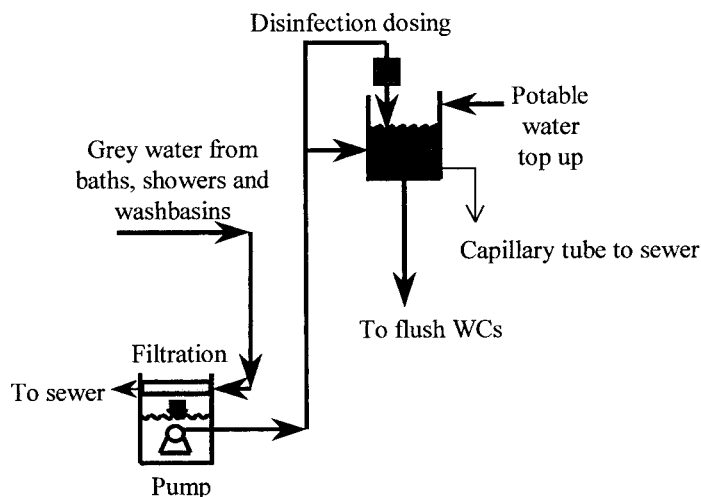 Disinfection dosing
Potable
water
top up
Grey water from
baths, showers and
washbasins
Capillary tube to sewer
To flush WCs
Filtration
To sewer
Pump